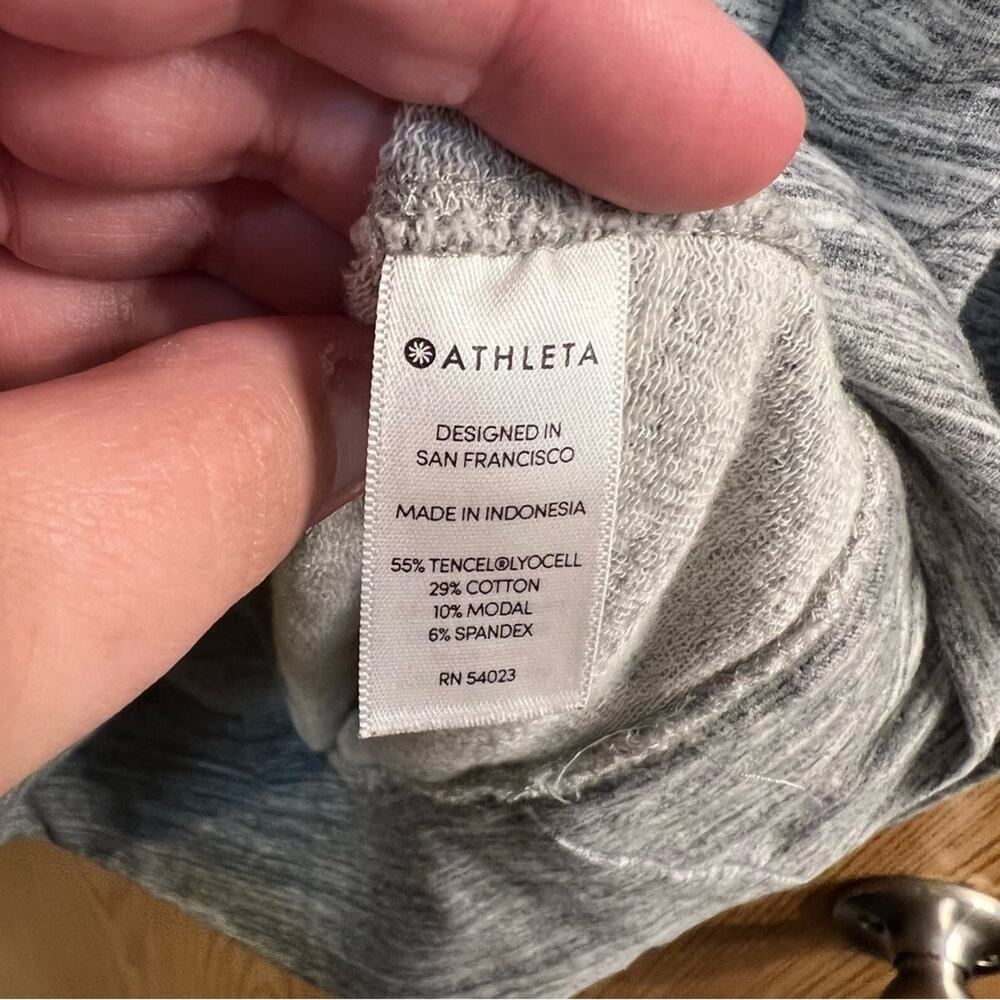 ATHLETA
DESIGNED IN
SAN FRANCISCO
MADE IN INDONESIA
55% TENCEL®LYOCELL
29% COTTON
10% MODAL
6% SPANDEX
RN 54023